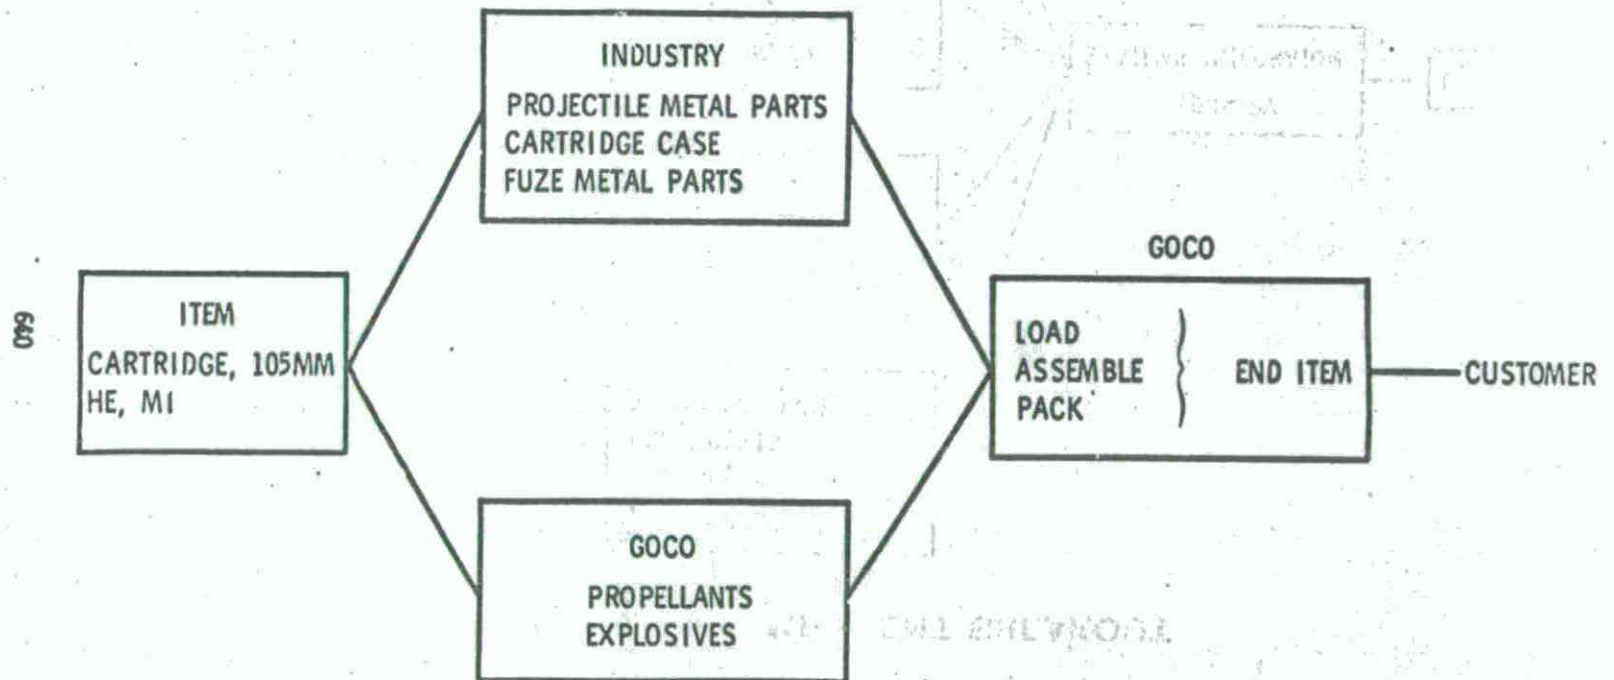 INDUSTRY
PROJECTILE METAL PARTS
CARTRIDGE CASE
FUZE METAL PARTS
ITEM
CARTRIDGE, 105MM
HE, M1
GOCO
PROPELLANTS
EXPLOSIVES
GOCO
LOAD
ASSEMBLE
PACK
END ITEM
CUSTOMER